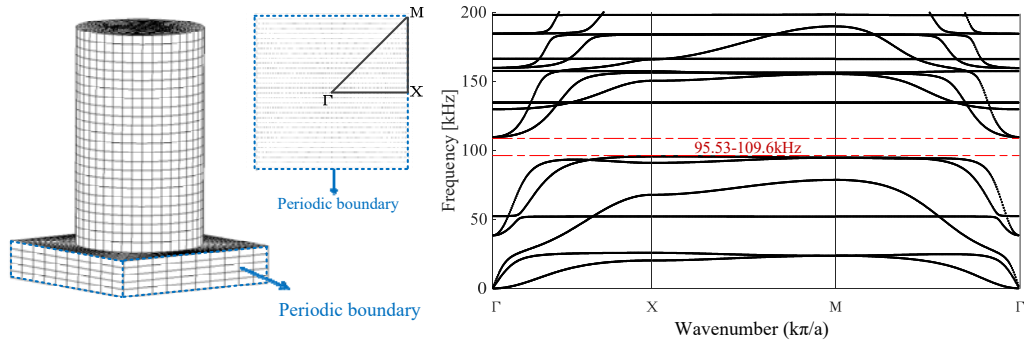 M
Γ
X
Periodic boundary
Periodic boundary
200
150
100
50
0
Frequency [kHz]
95.53-109.6kHz
Γ
X
M
Γ
Wavenumber (kπ/a)